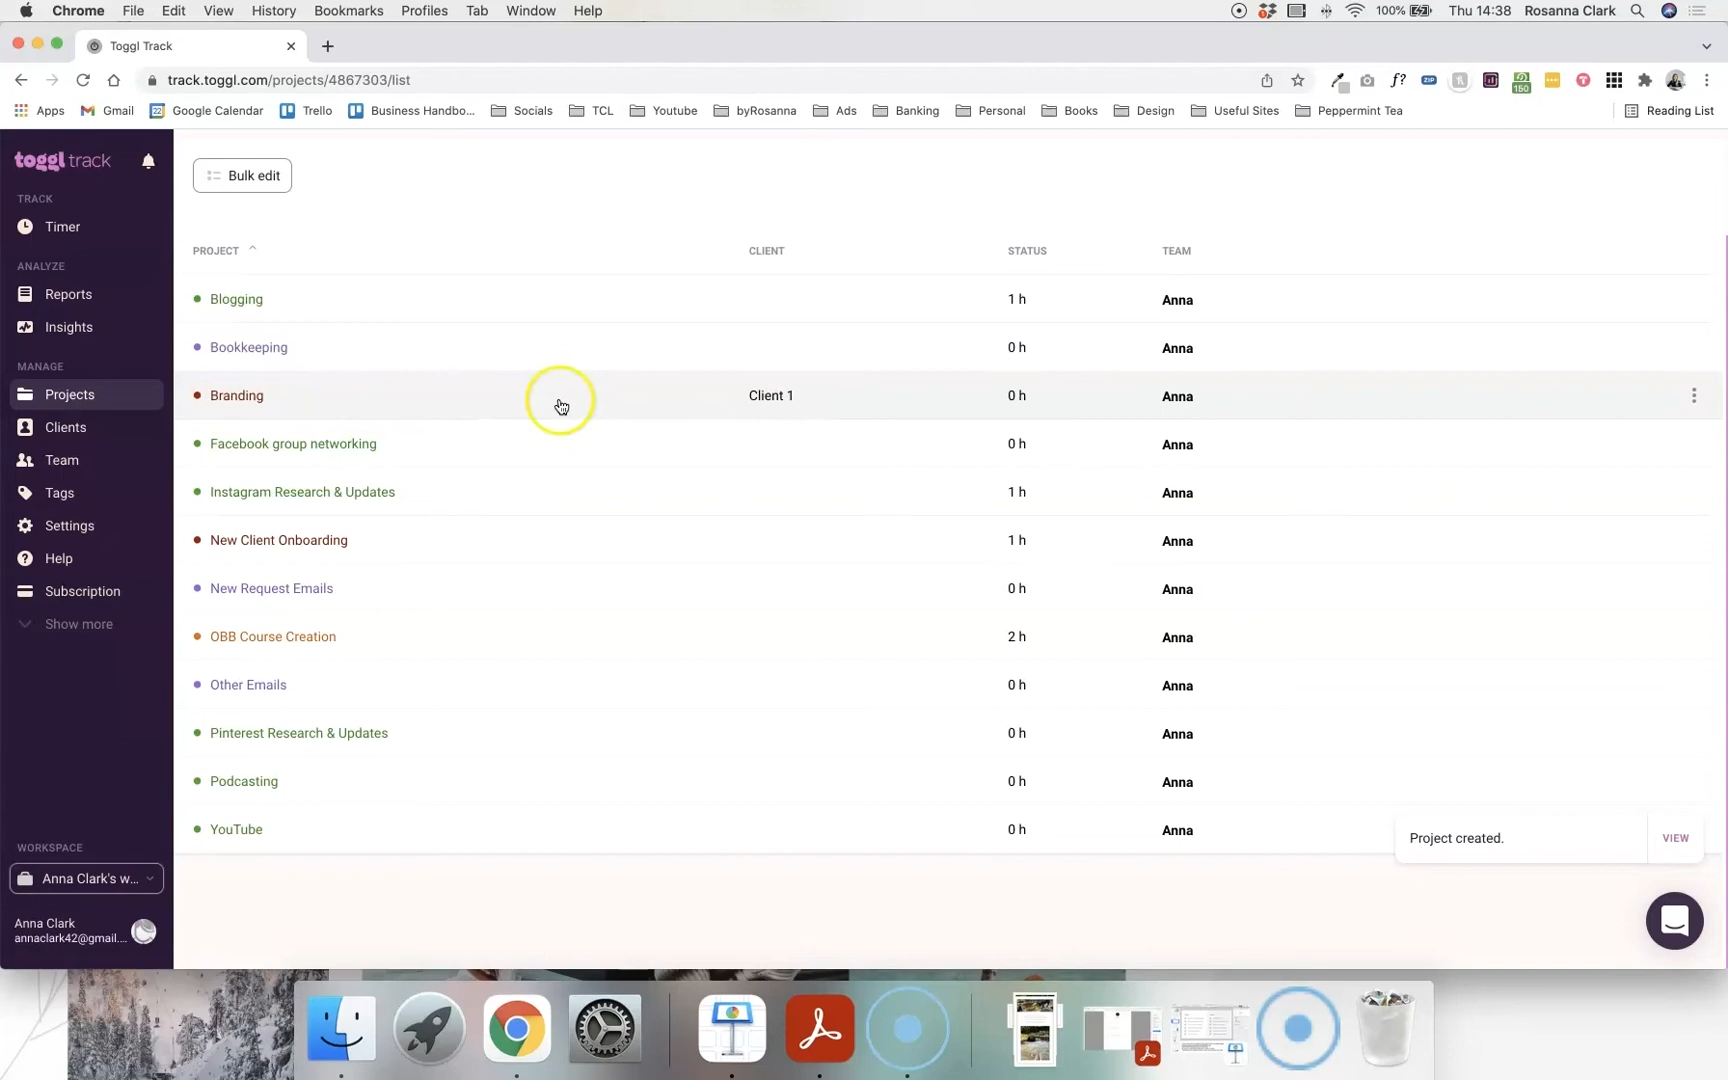 Chrome File Edit View History Bookmarks Profiles Tab Window Help 100% Thu 14:38 Rosanna Clark
Toggl Track
track.toggl.com/projects/4867303/list f? ZIP 150
Apps Gmail 22 Google Calendar Trello Business Handbo... Socials TCL Youtube byRosanna Ads Banking Personal Books Design Useful Sites Peppermint Tea Reading List
toggl track
Bulk edit
TRACK
Timer
ANALYZE
Reports
Insights
MANAGE
Projects
Clients
Team
Tags
Settings
Help
Subscription
Show more
WORKSPACE
Anna Clark's w...
Anna Clark
annaclark42@gmail....
PROJECT CLIENT STATUS TEAM
Blogging 1 h Anna
Bookkeeping 0 h Anna
Branding Client 1 0 h Anna
Facebook group networking 0 h Anna
Instagram Research & Updates 1 h Anna
New Client Onboarding 1 h Anna
New Request Emails 0 h Anna
OBB Course Creation 2 h Anna
Other Emails 0 h Anna
Pinterest Research & Updates 0 h Anna
Podcasting 0 h Anna
YouTube 0 h Anna
Project created. VIEW